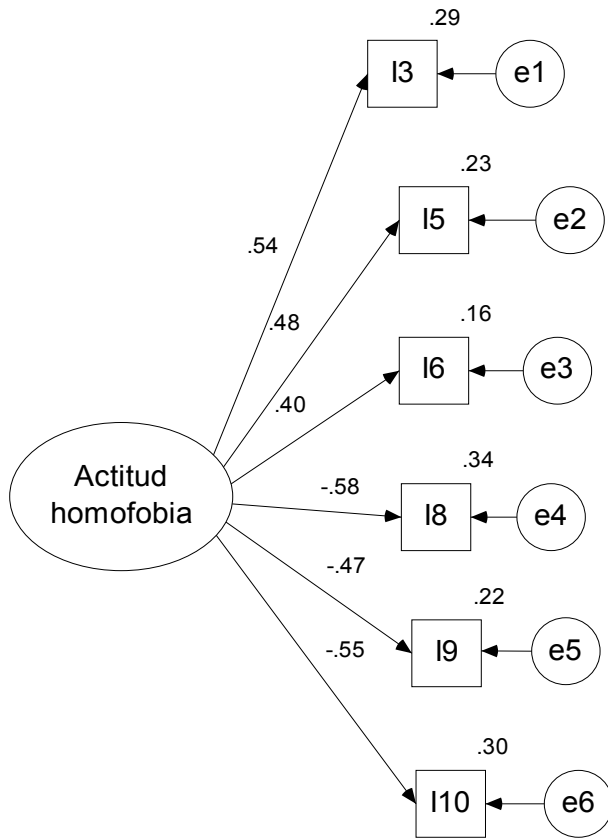 .29
I3
e1
.23
I5
e2
.54
.48
.16
I6
e3
.40
Actitud
homofobia
.34
-.58
I8
e4
-.47
.22
I9
e5
-.55
.30
I10
e6